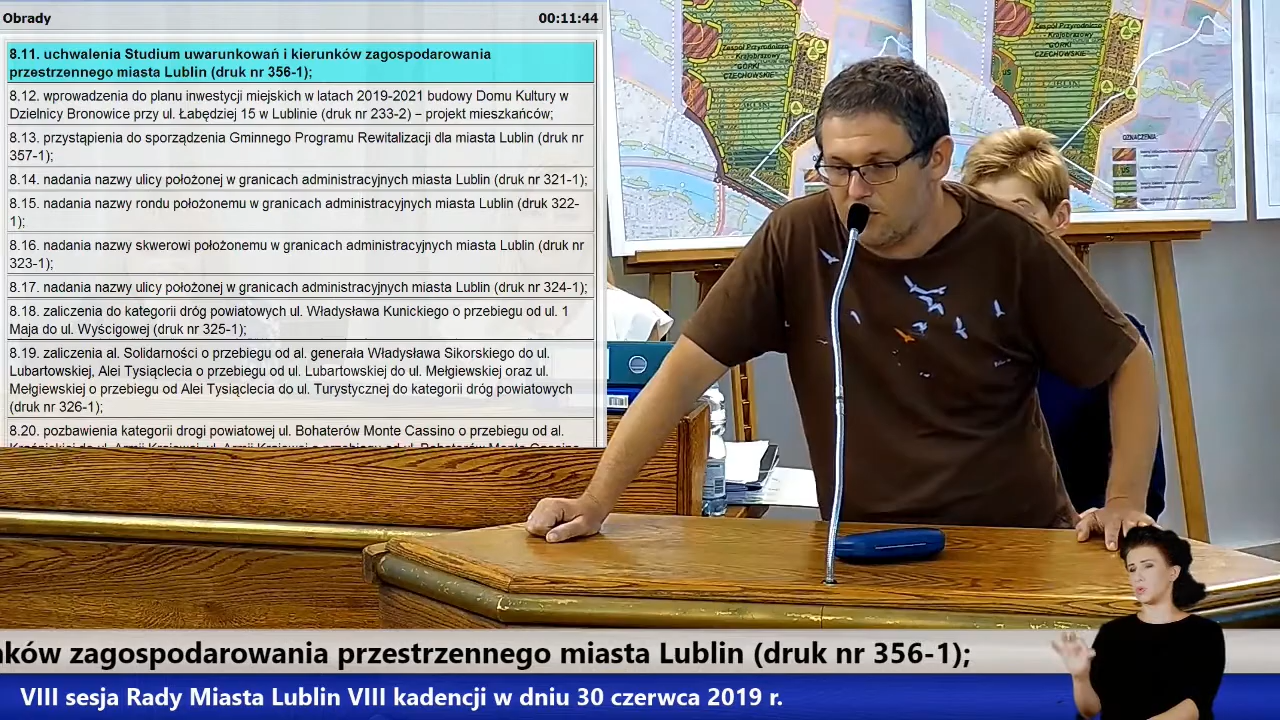 Obrady
00:11:44
8.11. uchwalenia Studium uwarunkowań i kierunków zagospodarowania
przestrzennego miasta Lublin (druk nr 356-1);
8.12. wprowadzenia do planu inwestycji miejskich w latach 2019-2021 budowy Domu Kultury w
Dzielnicy Bronowice przy ul. Łabędziej 15 w Lublinie (druk nr 233-2) – projekt mieszkańców;
8.13. przystąpienia do sporządzenia Gminnego Programu Rewitalizacji dla miasta Lublin (druk nr
357-1);
8.14. nadania nazwy ulicy położonej w granicach administracyjnych miasta Lublin (druk nr 321-1);
8.15. nadania nazwy rondu położonemu w granicach administracyjnych miasta Lublin (druk 322-
1);
8.16. nadania nazwy skwerowi położonemu w granicach administracyjnych miasta Lublin (druk nr
323-1);
8.17. nadania nazwy ulicy położonej w granicach administracyjnych miasta Lublin (druk nr 324-1);
8.18. zaliczenia do kategorii dróg powiatowych ul. Władysława Kunickiego o przebiegu od ul. 1
Maja do ul. Wyścigowej (druk nr 325-1);
8.19. zaliczenia al. Solidarności o przebiegu od al. generała Władysława Sikorskiego do ul.
Lubartowskiej, Alei Tysiąclecia o przebiegu od ul. Lubartowskiej do ul. Mełgiewskiej oraz ul.
Mełgiewskiej o przebiegu od Alei Tysiąclecia do ul. Turystycznej do kategorii dróg powiatowych
(druk nr 326-1);
8.20. pozbawienia kategorii drogi powiatowej ul. Bohaterów Monte Cassino o przebiegu od al.
Zespół Przyrodniczo
Krajobrazowy
"GÓRKI
CZECHOWSKIE"
Zespół Przyrodniczo
Krajobrazowy
"GÓRKI
CZECHOWSKIE"
OZNACZENIA:
ków zagospodarowania przestrzennego miasta Lublin (druk nr 356-1);
VIII sesja Rady Miasta Lublin VIII kadencji w dniu 30 czerwca 2019 r.